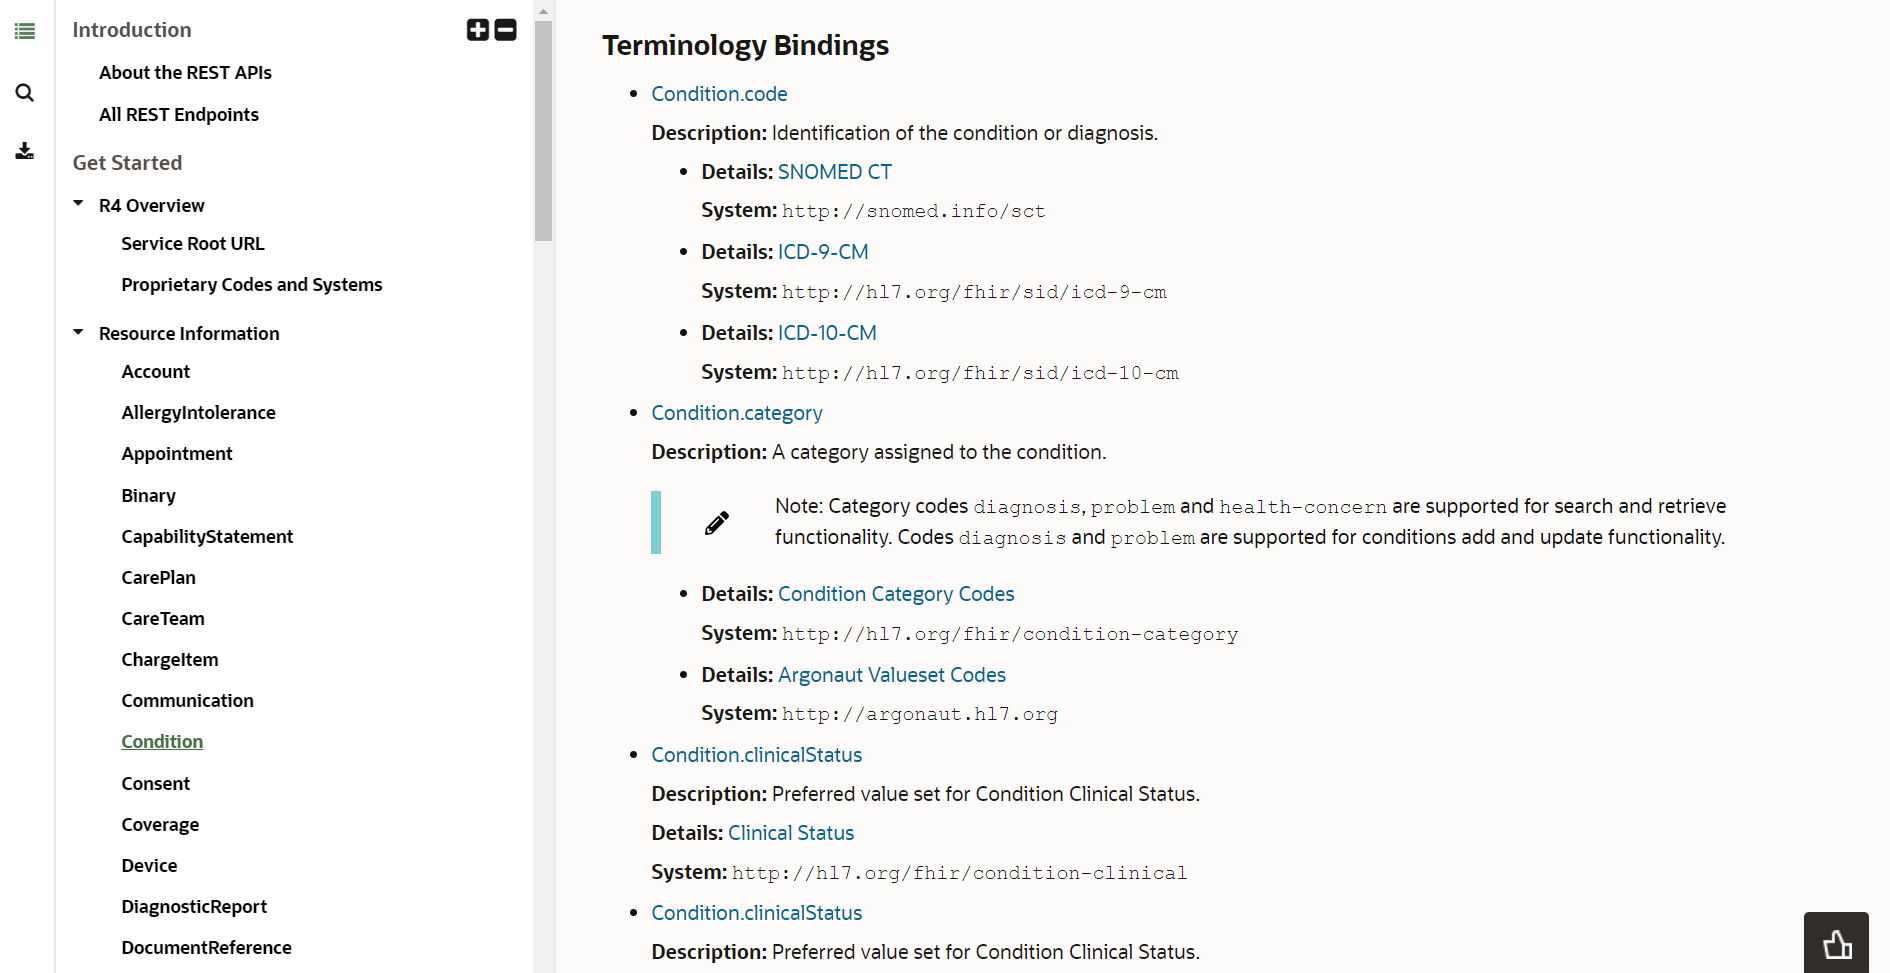 Introduction
About the REST APIs
All REST Endpoints
Get Started
R4 Overview
Service Root URL
Proprietary Codes and Systems
Resource Information
Account
AllergyIntolerance
Appointment
Binary
CapabilityStatement
CarePlan
CareTeam
ChargeItem
Communication
Condition
Consent
Coverage
Device
DiagnosticReport
DocumentReference
Terminology Bindings
Condition.code
Description: Identification of the condition or diagnosis.
Details: SNOMED CT
System: http://snomed.info/sct
Details: ICD-9-CM
System: http://hl7.org/fhir/sid/icd-9-cm
Details: ICD-10-CM
System: http://hl7.org/fhir/sid/icd-10-cm
Condition.category
Description: A category assigned to the condition.
Note: Category codes diagnosis, problem and health-concern are supported for search and retrieve
functionality. Codes diagnosis and problem are supported for conditions add and update functionality.
Details: Condition Category Codes
System: http://hl7.org/fhir/condition-category
Details: Argonaut Valueset Codes
System: http://argonaut.hl7.org
Condition.clinicalStatus
Description: Preferred value set for Condition Clinical Status.
Details: Clinical Status
System: http://hl7.org/fhir/condition-clinical
Condition.clinicalStatus
Description: Preferred value set for Condition Clinical Status.